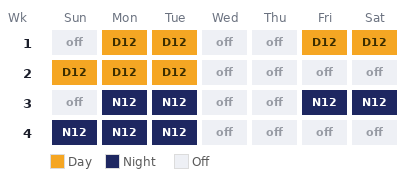 Wk Sun Mon Tue Wed Thu Fri Sat
1 off D12 D12 off off D12 D12
2 D12 D12 D12 off off off off
3 off N12 N12 off off N12 N12
4 N12 N12 N12 off off off off
Day Night Off